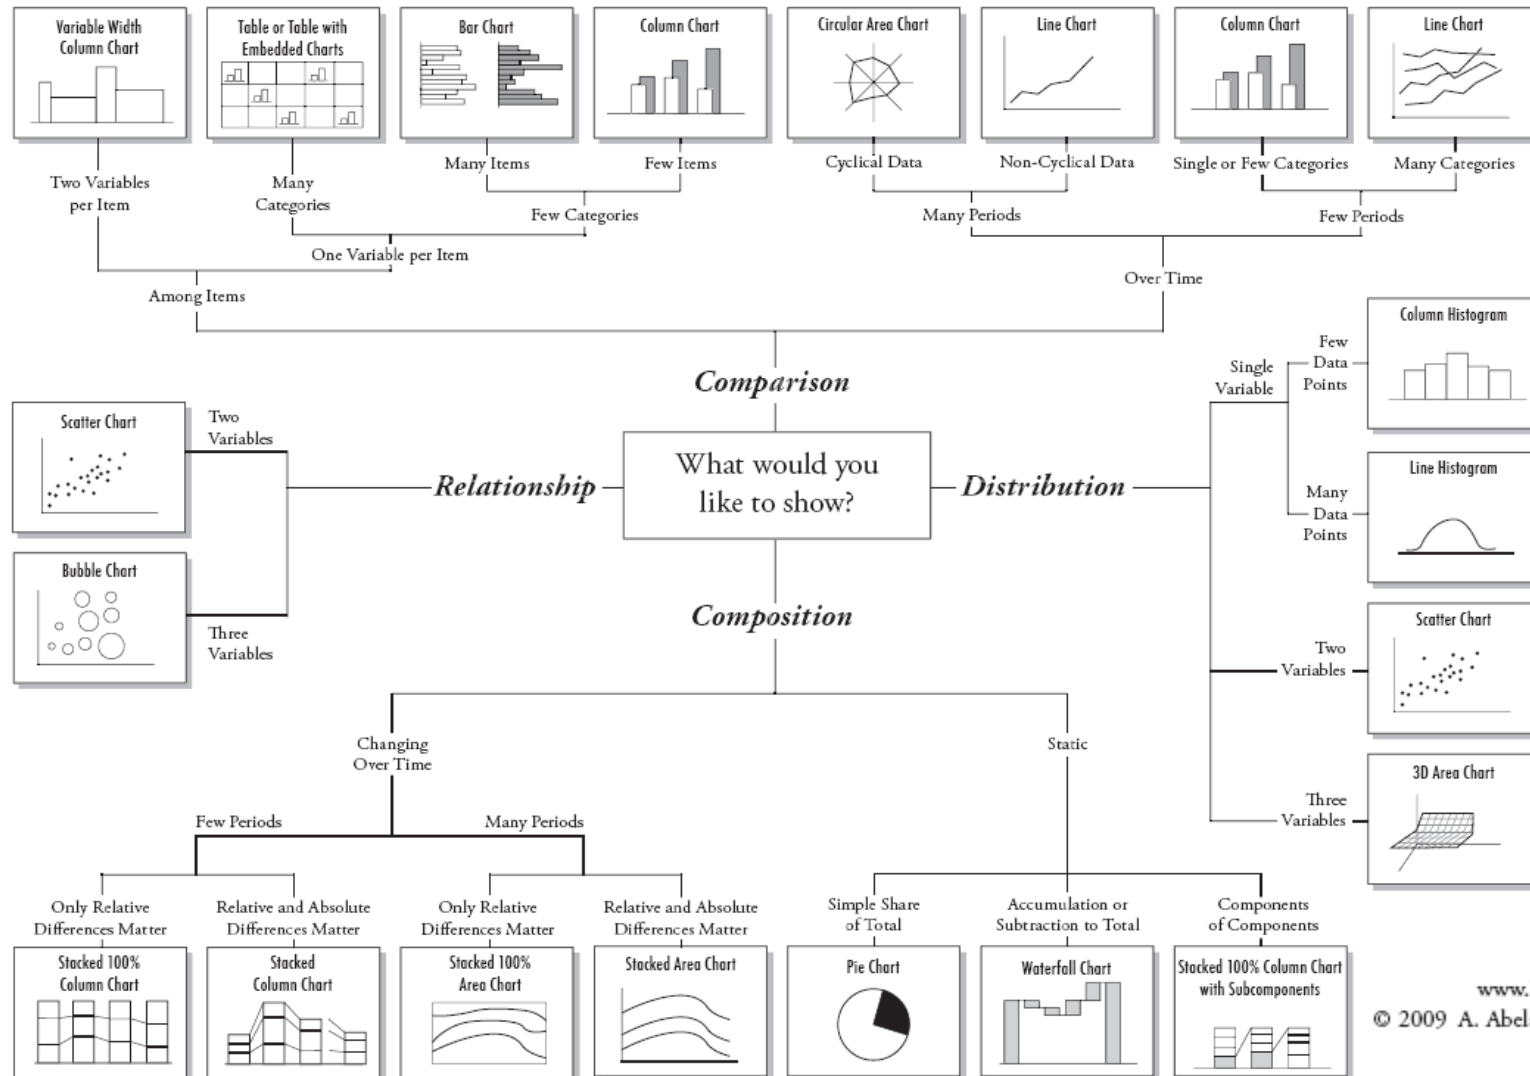 Variable Width
Column Chart
Table or Table with
Embedded Charts
Bar Chart
Column Chart
Circular Area Chart
Line Chart
Column Chart
Line Chart
Two Variables
per Item
Many
Categories
Many Items
Few Items
Cyclical Data
Non-Cyclical Data
Single or Few Categories
Many Categories
Few Categories
Many Periods
Few Periods
One Variable per Item
Over Time
Among Items
Comparison
What would you
like to show?
Relationship
Two
Variables
Scatter Chart
Bubble Chart
Three
Variables
Distribution
Single
Variable
Few
Data
Points
Column Histogram
Many
Data
Points
Line Histogram
Two
Variables
Scatter Chart
Three
Variables
3D Area Chart
Composition
Changing
Over Time
Static
Few Periods
Many Periods
Only Relative
Differences Matter
Relative and Absolute
Differences Matter
Only Relative
Differences Matter
Relative and Absolute
Differences Matter
Simple Share
of Total
Accumulation or
Subtraction to Total
Components
of Components
Stacked 100%
Column Chart
Stacked
Column Chart
Stacked 100%
Area Chart
Stacked Area Chart
Pie Chart
Waterfall Chart
Stacked 100% Column Chart
with Subcomponents
www.
© 2009 A. Abel